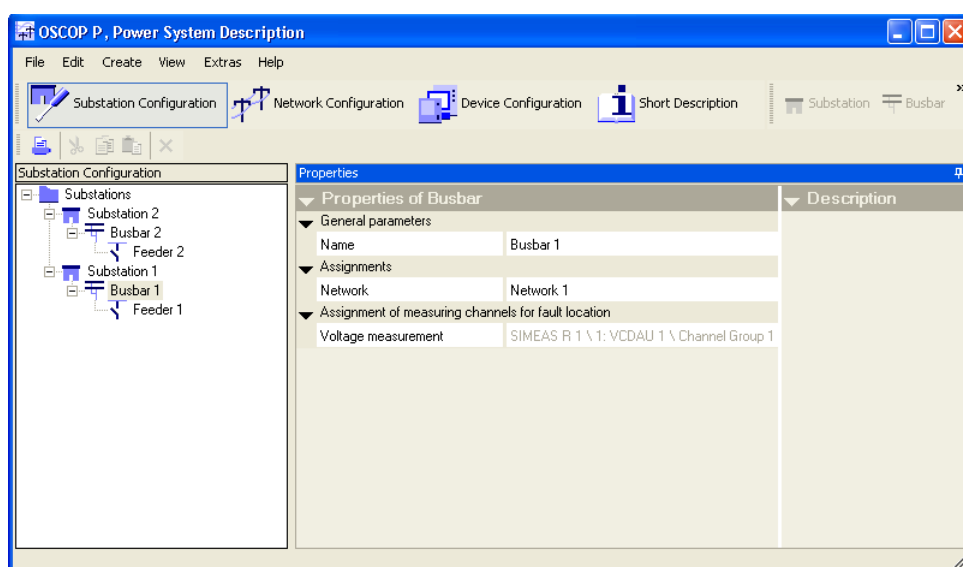 OSCOP P, Power System Description
File Edit Create View Extras Help
Substation Configuration Network Configuration Device Configuration Short Description Substation Busbar »
Substation Configuration
Substations
Substation 2
Busbar 2
Feeder 2
Substation 1
Busbar 1
Feeder 1
Properties
Properties of Busbar
General parameters
Name Busbar 1
Assignments
Network Network 1
Assignment of measuring channels for fault location
Voltage measurement SIMEAS R 1 \ 1: VCDAU 1 \ Channel Group 1
Description